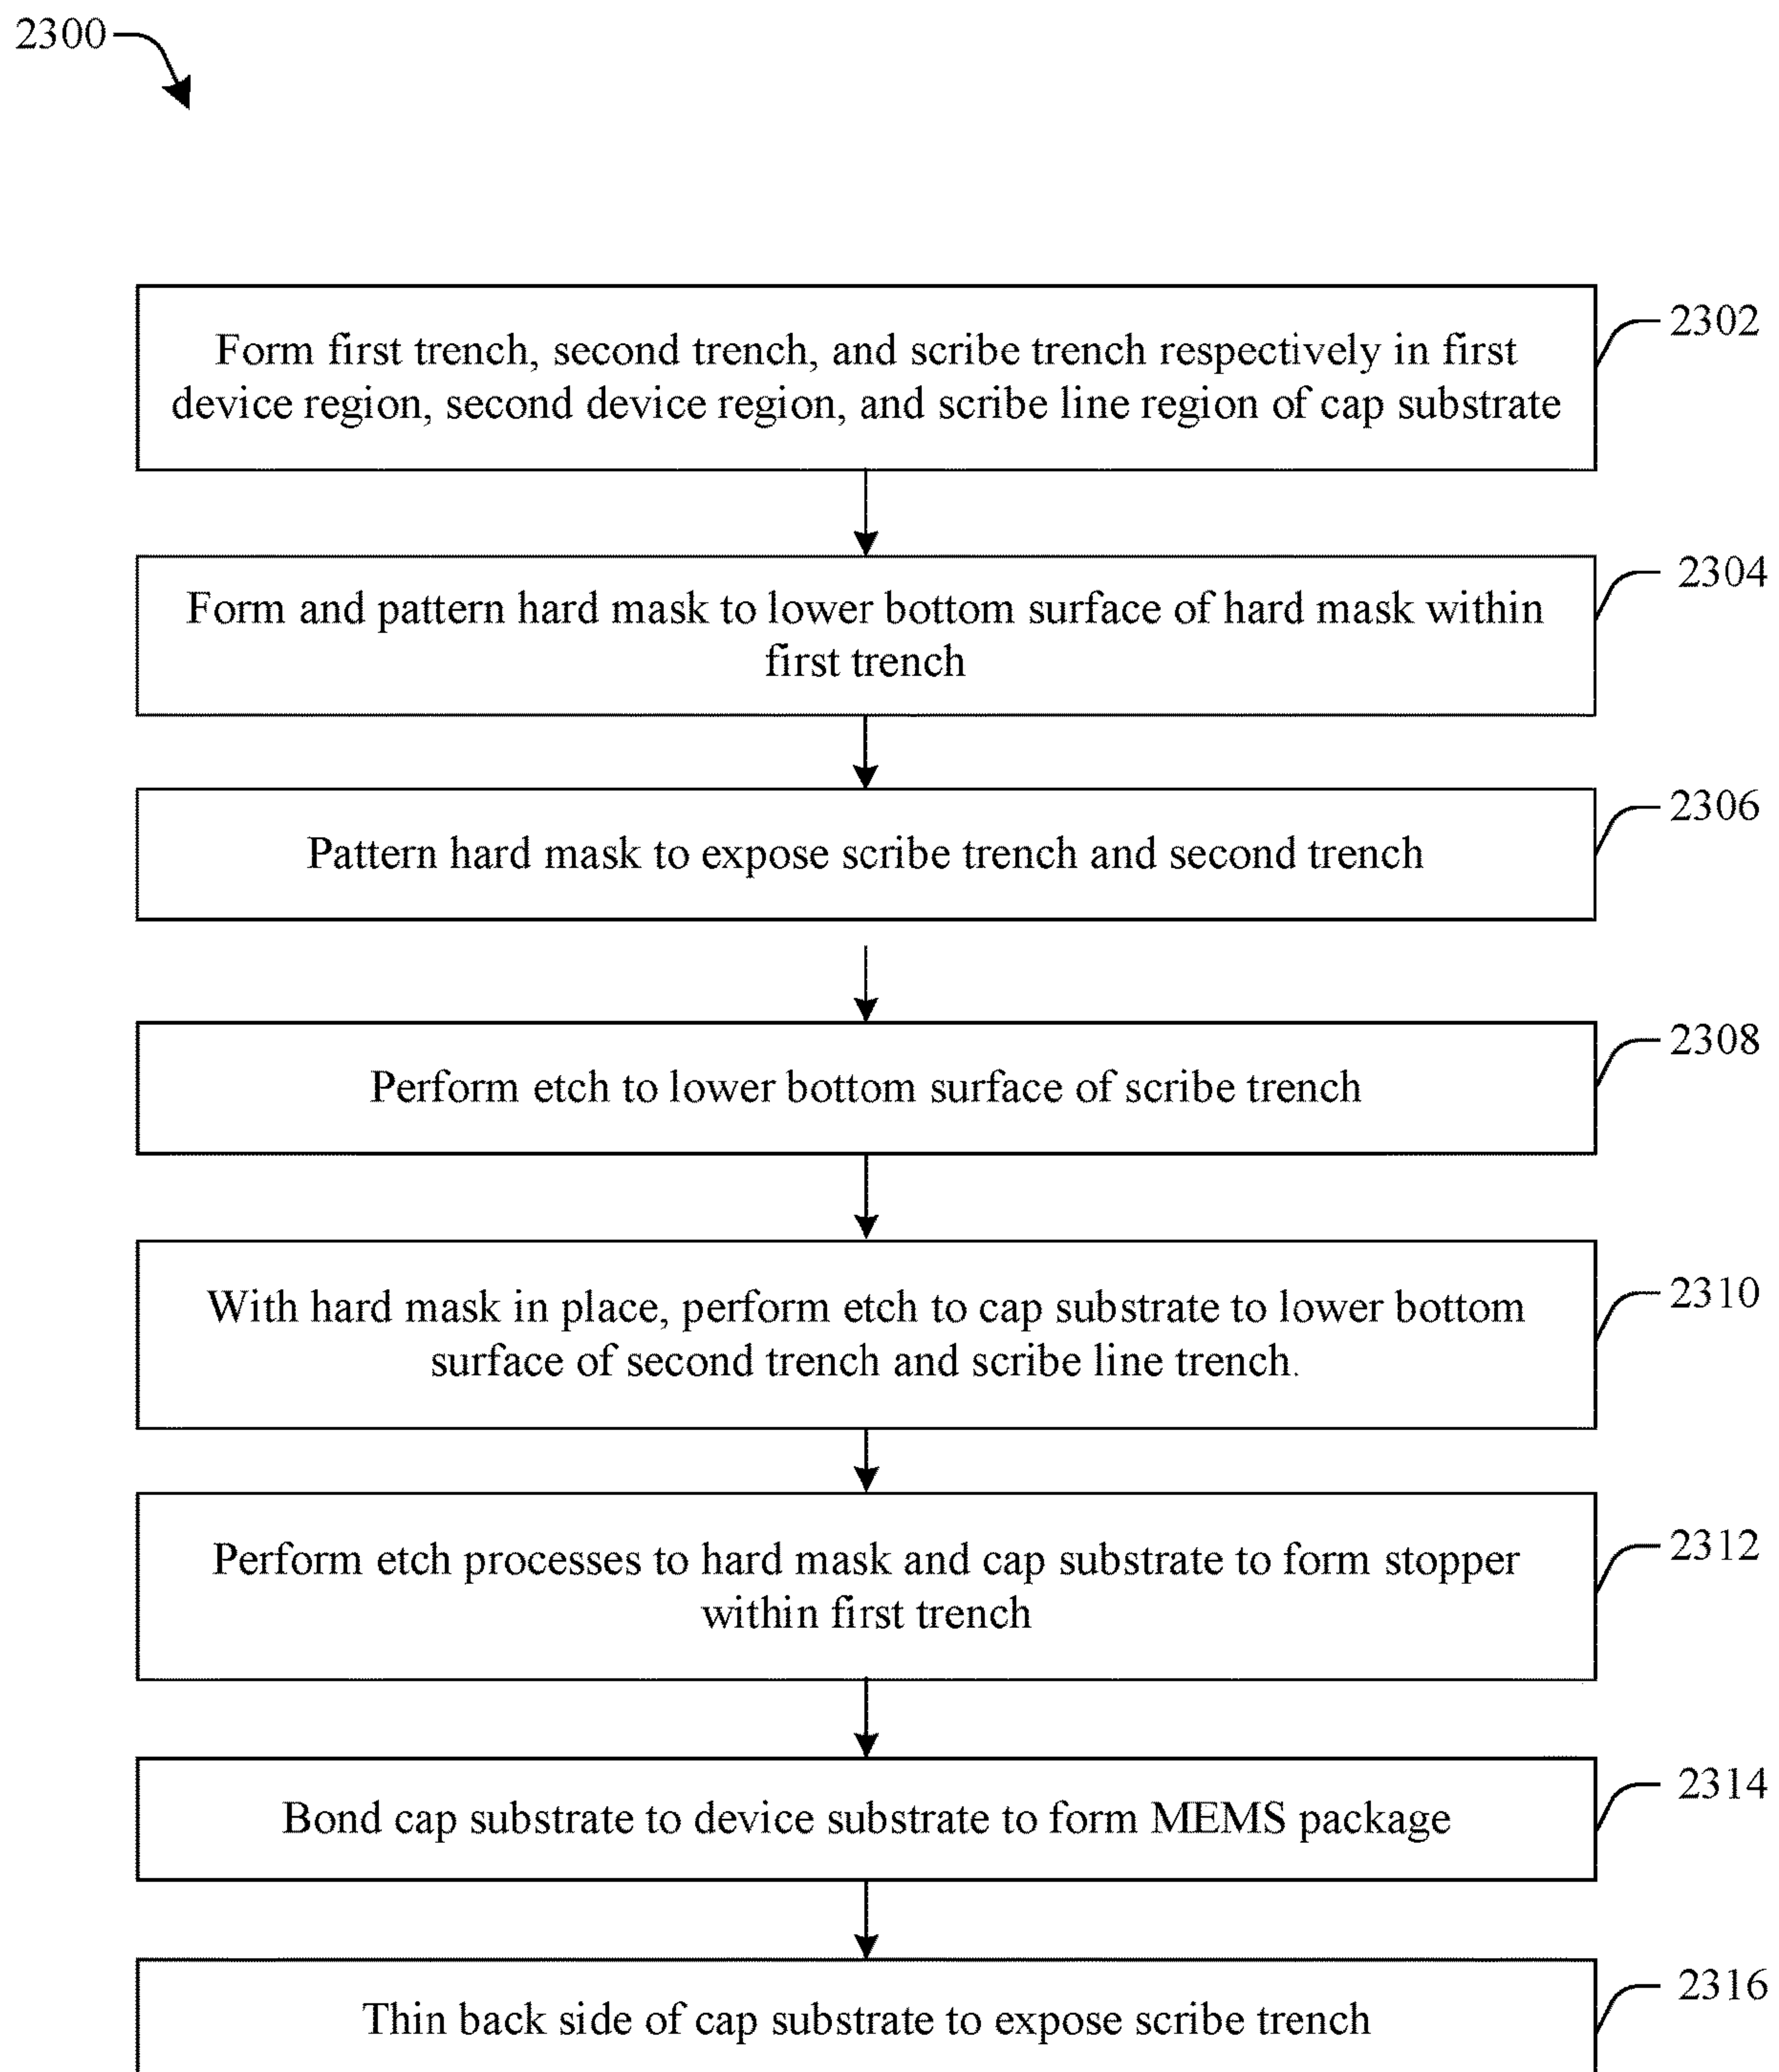 2300
Form first trench, second trench, and scribe trench respectively in first
device region, second device region, and scribe line region of cap substrate
2302
Form and pattern hard mask to lower bottom surface of hard mask within
first trench
2304
Pattern hard mask to expose scribe trench and second trench
2306
Perform etch to lower bottom surface of scribe trench
2308
With hard mask in place, perform etch to cap substrate to lower bottom
surface of second trench and scribe line trench.
2310
Perform etch processes to hard mask and cap substrate to form stopper
within first trench
2312
Bond cap substrate to device substrate to form MEMS package
2314
Thin back side of cap substrate to expose scribe trench
2316